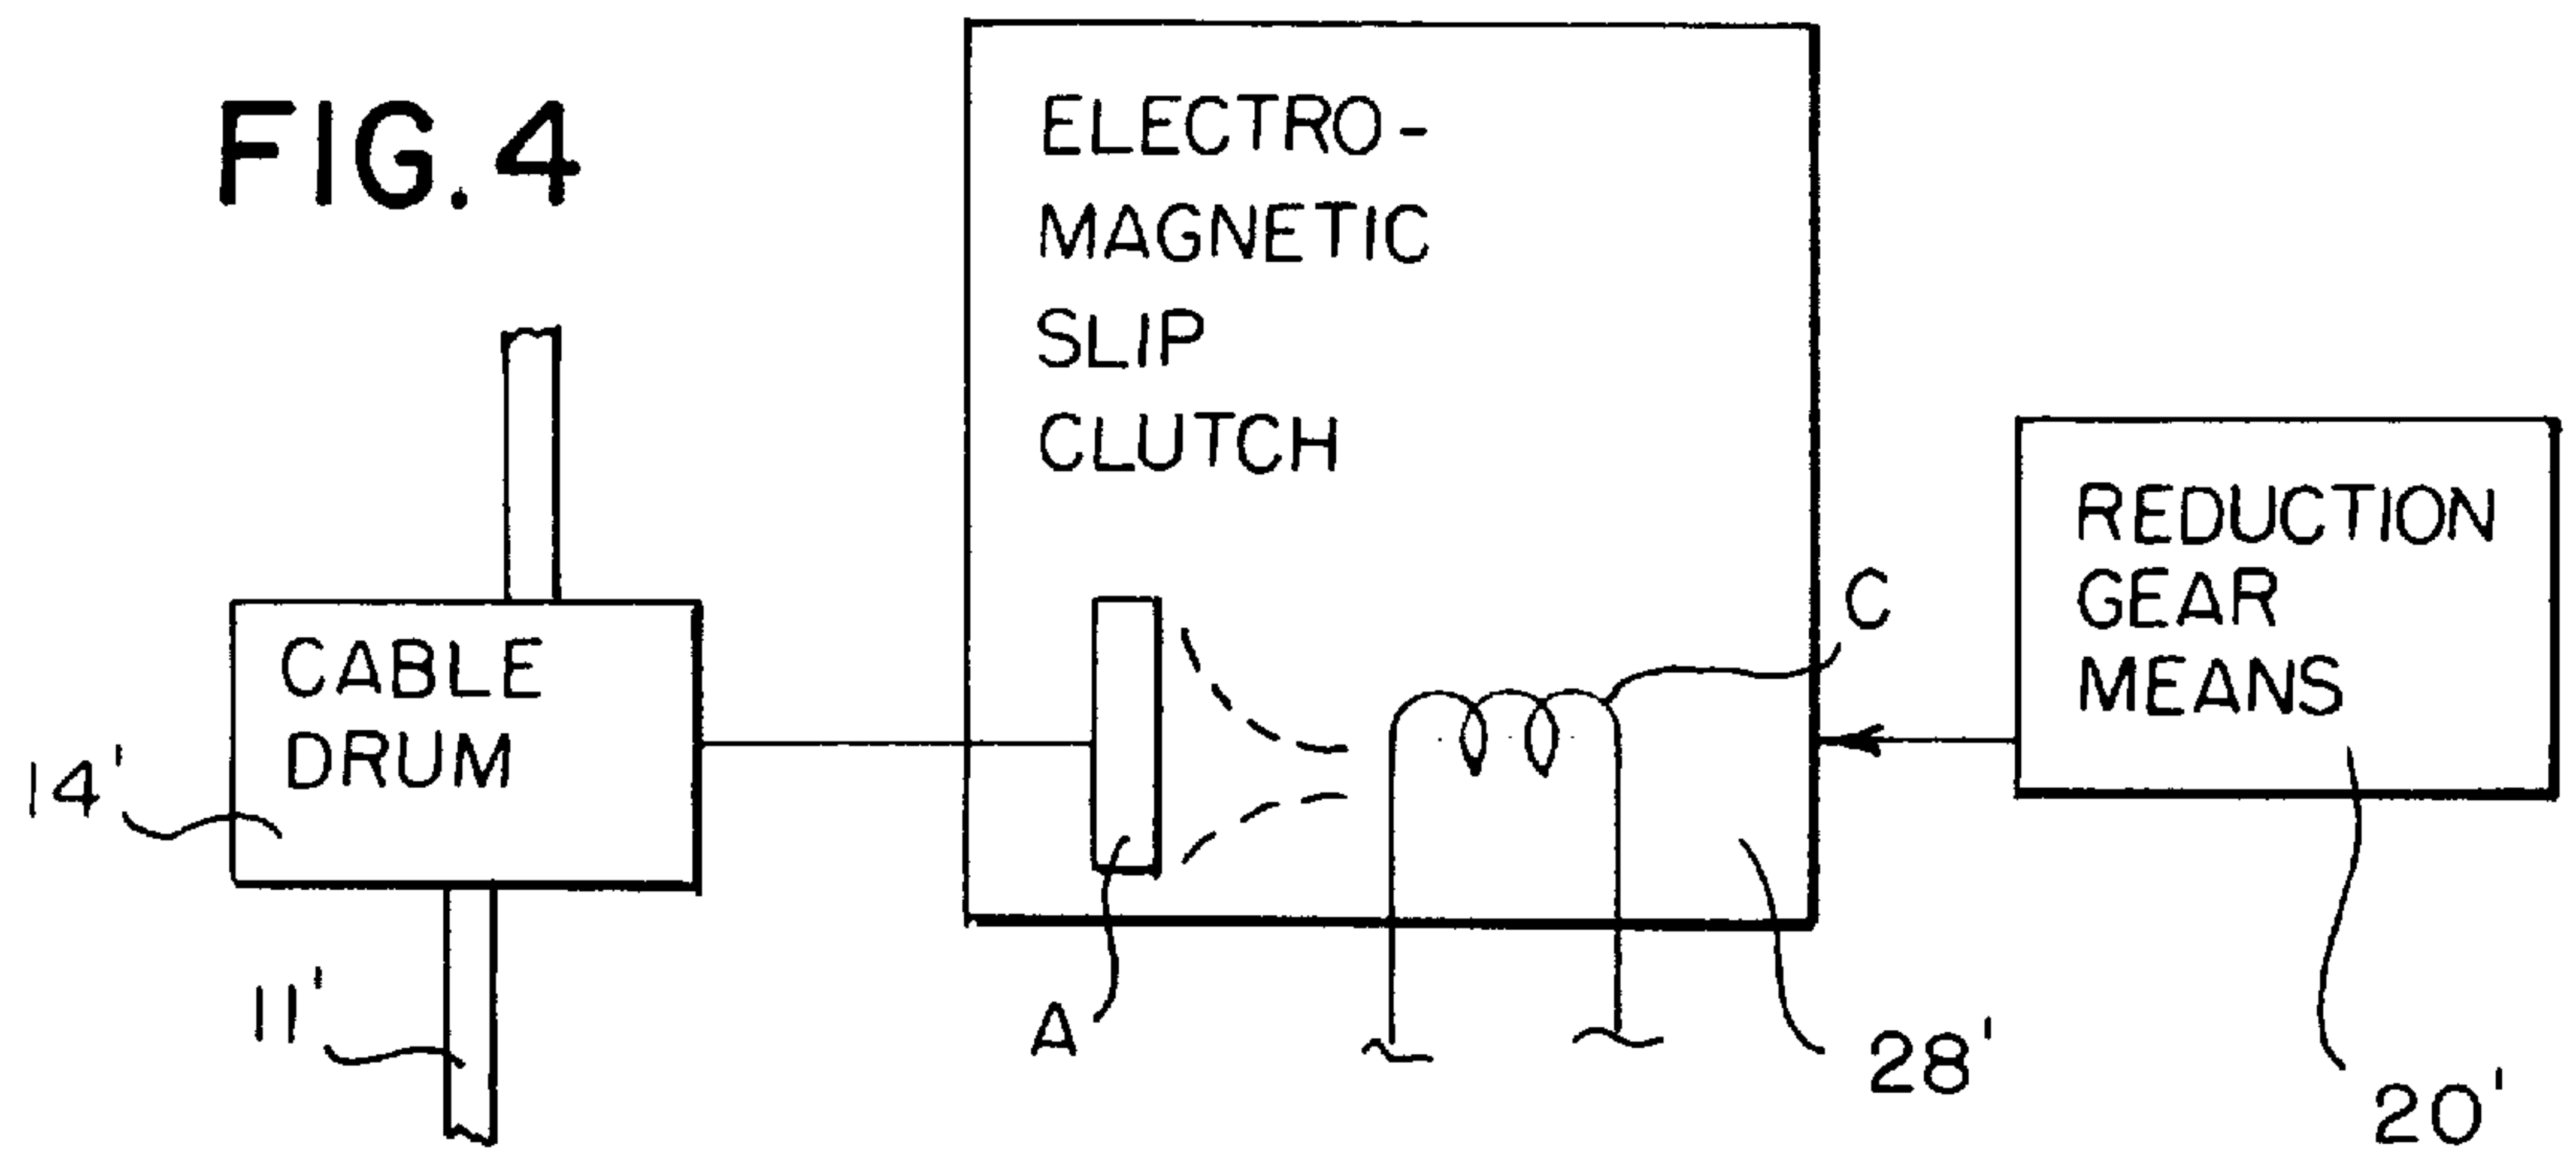 FIG.4
ELECTRO-
MAGNETIC
SLIP
CLUTCH
REDUCTION
GEAR
MEANS
C
CABLE
DRUM
14'
11'
A
28'
20'